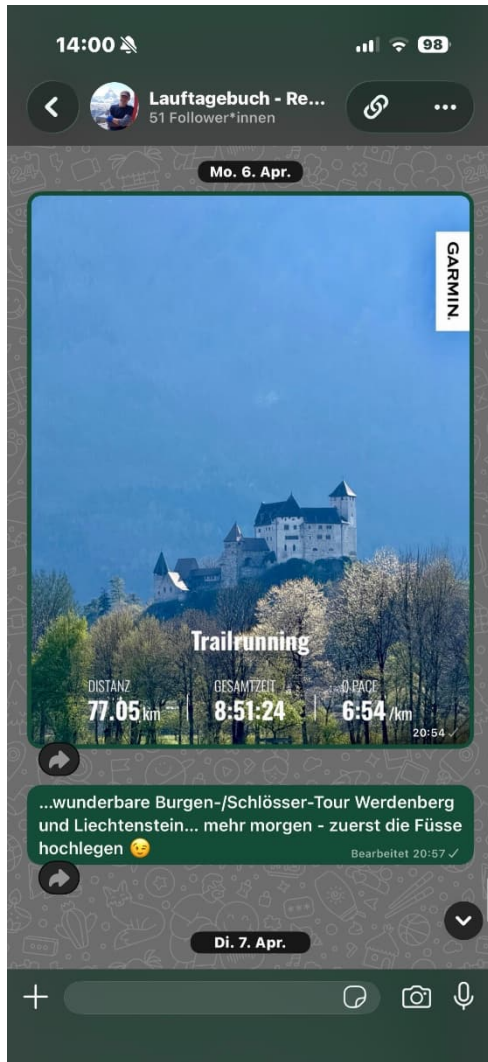 14:00
98
Lauftagebuch - Re...
51 Follower*innen
Mo. 6. Apr.
GARMIN.
Trailrunning
DISTANZ
GESAMTZEIT
Ø PACE
77.05 km
8:51:24
6:54 /km
20:54
...wunderbare Burgen-/Schlösser-Tour Werdenberg
und Liechtenstein... mehr morgen - zuerst die Füsse
hochlegen 😉
Bearbeitet 20:57
Di. 7. Apr.